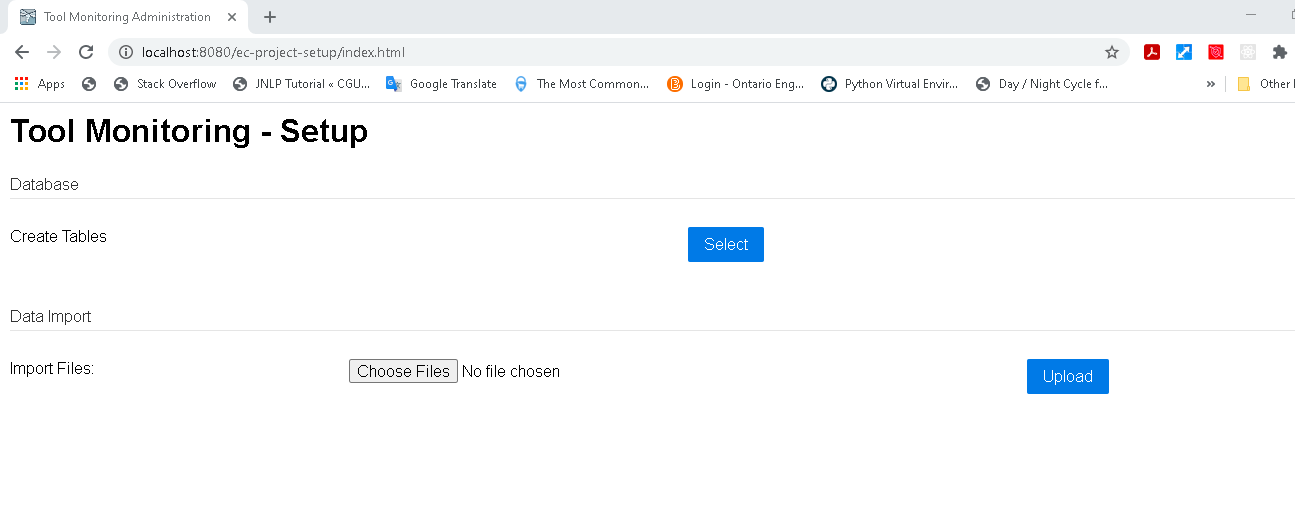 Tool Monitoring Administration
localhost:8080/ec-project-setup/index.html
Apps Stack Overflow JNLP Tutorial « CGU... Google Translate The Most Common... Login - Ontario Eng... Python Virtual Envir... Day / Night Cycle f... » Other
Tool Monitoring - Setup
Database
Create Tables Select
Data Import
Import Files: Choose Files No file chosen Upload